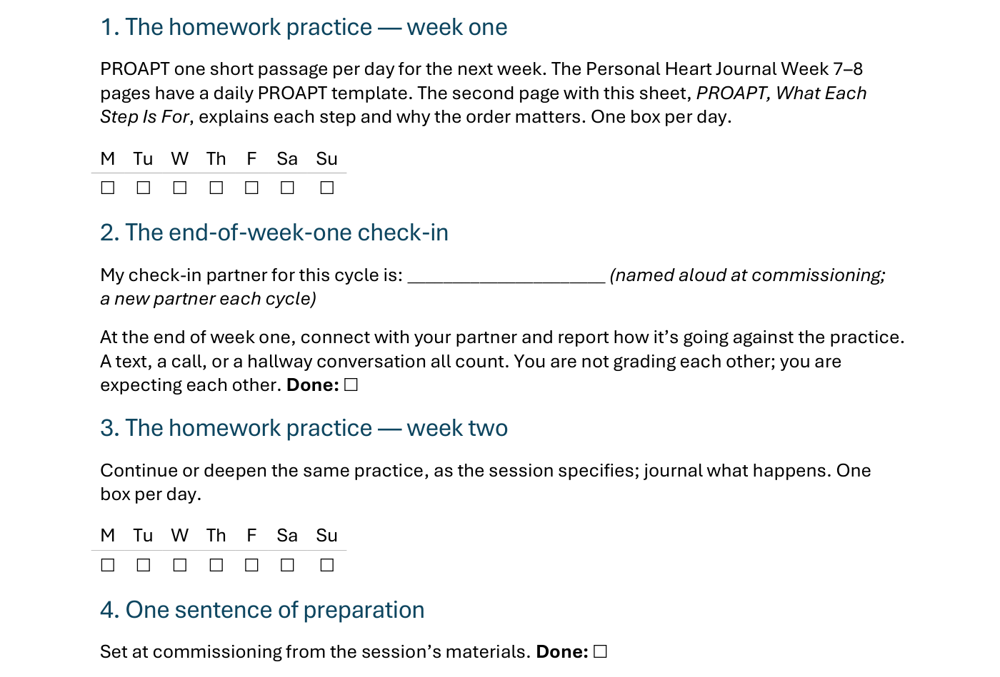 1. The homework practice — week one
PROAPT one short passage per day for the next week. The Personal Heart Journal Week 7–8
pages have a daily PROAPT template. The second page with this sheet, PROAPT, What Each
Step Is For, explains each step and why the order matters. One box per day.
M Tu W Th F Sa Su
☐ ☐ ☐ ☐ ☐ ☐ ☐
2. The end-of-week-one check-in
My check-in partner for this cycle is: ______________________ (named aloud at commissioning;
a new partner each cycle)
At the end of week one, connect with your partner and report how it’s going against the practice.
A text, a call, or a hallway conversation all count. You are not grading each other; you are
expecting each other. Done: ☐
3. The homework practice — week two
Continue or deepen the same practice, as the session specifies; journal what happens. One
box per day.
M Tu W Th F Sa Su
☐ ☐ ☐ ☐ ☐ ☐ ☐
4. One sentence of preparation
Set at commissioning from the session’s materials. Done: ☐